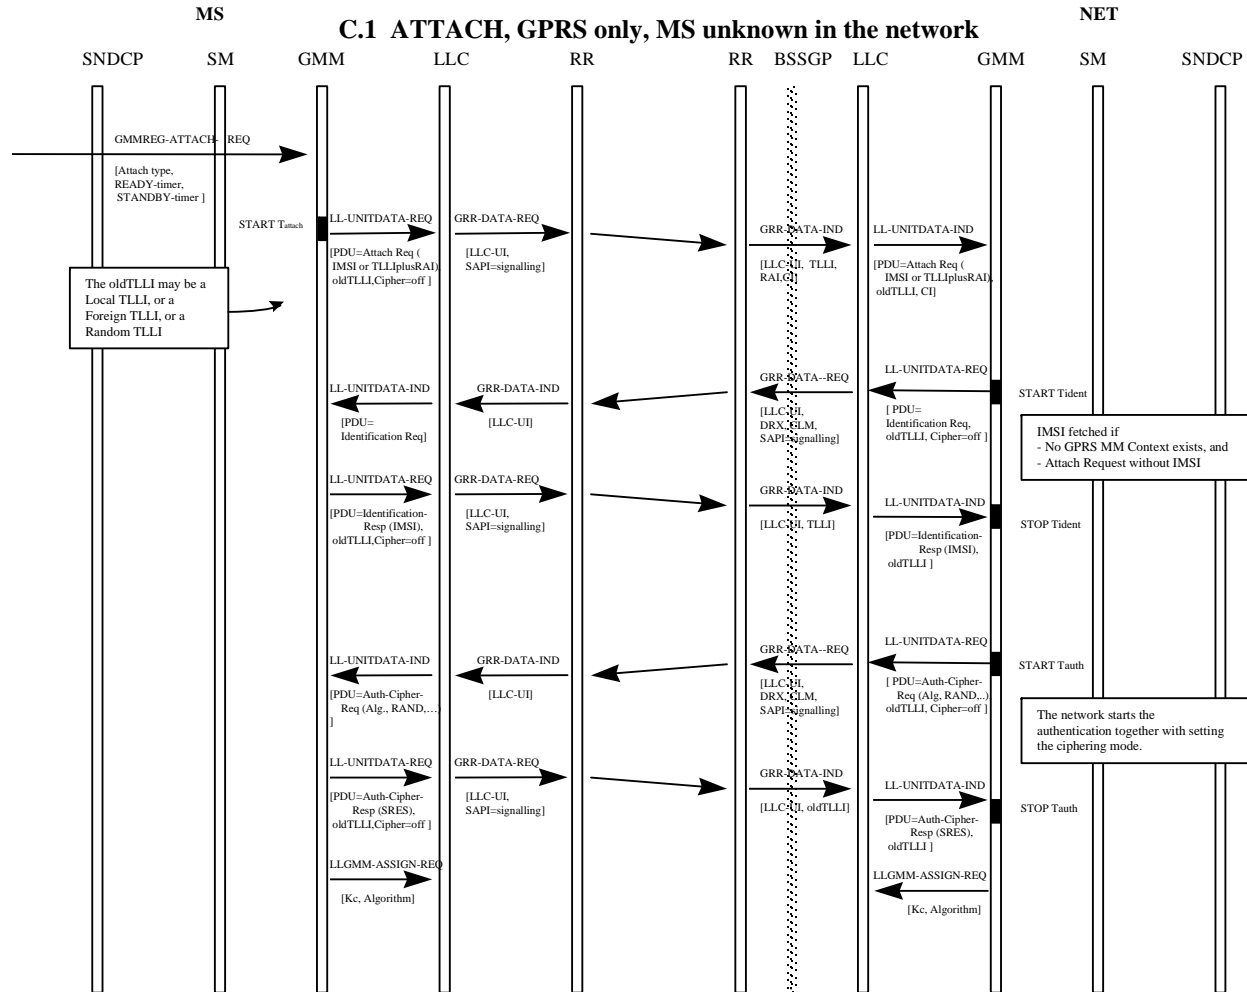 MS
NET
C.1 ATTACH, GPRS only, MS unknown in the network
SNDCP SM GMM LLC RR RR BSSGP LLC GMM SM SNDCP
GMMREG-ATTACH- REQ
[Attach type,
READY-timer,
STANDBY-timer ]
START Tattach
LL-UNITDATA-REQ
[PDU=Attach Req (
IMSI or TLLIplusRAI),
oldTLLI,Cipher=off ]
GRR-DATA-REQ
[LLC-UI,
SAPI=signalling]
GRR-DATA-IND
[LLC-UI, TLLI,
RAI,CI]
LL-UNITDATA-IND
[PDU=Attach Req (
IMSI or TLLIplusRAI),
oldTLLI, CI]
The oldTLLI may be a
Local TLLI, or a
Foreign TLLI, or a
Random TLLI
LL-UNITDATA-IND
[PDU=
Identification Req]
GRR-DATA-IND
[LLC-UI]
GRR-DATA--REQ
[LLC-UI,
DRX, CLM,
SAPI=signalling]
LL-UNITDATA-REQ
[ PDU=
Identification Req,
oldTLLI, Cipher=off ]
START Tident
IMSI fetched if
- No GPRS MM Context exists, and
- Attach Request without IMSI
LL-UNITDATA-REQ
[PDU=Identification-
Resp (IMSI),
oldTLLI,Cipher=off ]
GRR-DATA-REQ
[LLC-UI,
SAPI=signalling]
GRR-DATA-IND
[LLC-UI, TLLI]
LL-UNITDATA-IND
[PDU=Identification-
Resp (IMSI),
oldTLLI ]
STOP Tident
LL-UNITDATA-IND
[PDU=Auth-Cipher-
Req (Alg., RAND,…)
]
GRR-DATA-IND
[LLC-UI]
GRR-DATA--REQ
[LLC-UI,
DRX, CLM,
SAPI=signalling]
LL-UNITDATA-REQ
[ PDU=Auth-Cipher-
Req (Alg, RAND,..)
oldTLLI, Cipher=off ]
START Tauth
The network starts the
authentication together with setting
the ciphering mode.
LL-UNITDATA-REQ
[PDU=Auth-Cipher-
Resp (SRES),
oldTLLI,Cipher=off ]
GRR-DATA-REQ
[LLC-UI,
SAPI=signalling]
GRR-DATA-IND
[LLC-UI, oldTLLI]
LL-UNITDATA-IND
[PDU=Auth-Cipher-
Resp (SRES),
oldTLLI ]
STOP Tauth
LLGMM-ASSIGN-REQ
[Kc, Algorithm]
LLGMM-ASSIGN-REQ
[Kc, Algorithm]